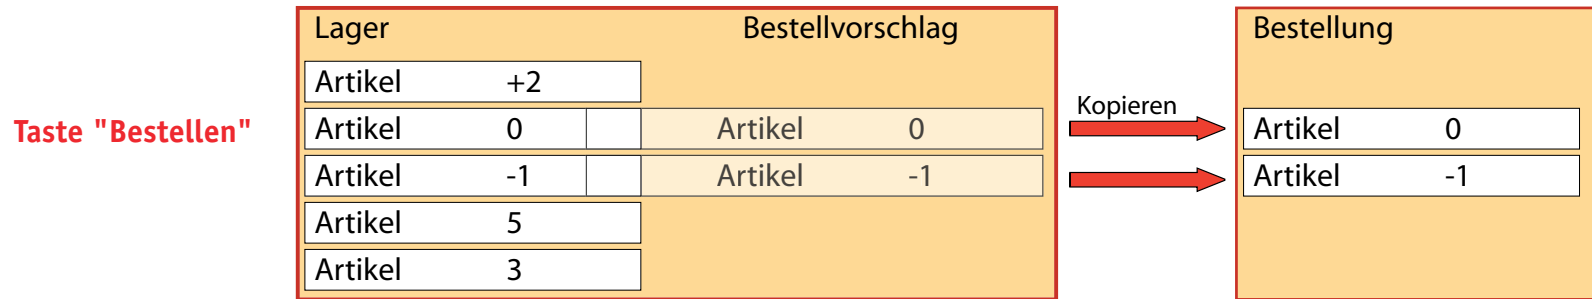 Lager Bestellvorschlag Bestellung
Artikel +2
Kopieren
Taste "Bestellen" Artikel 0 Artikel 0 Artikel 0
Artikel -1 Artikel -1 Artikel -1
Artikel 5
Artikel 3